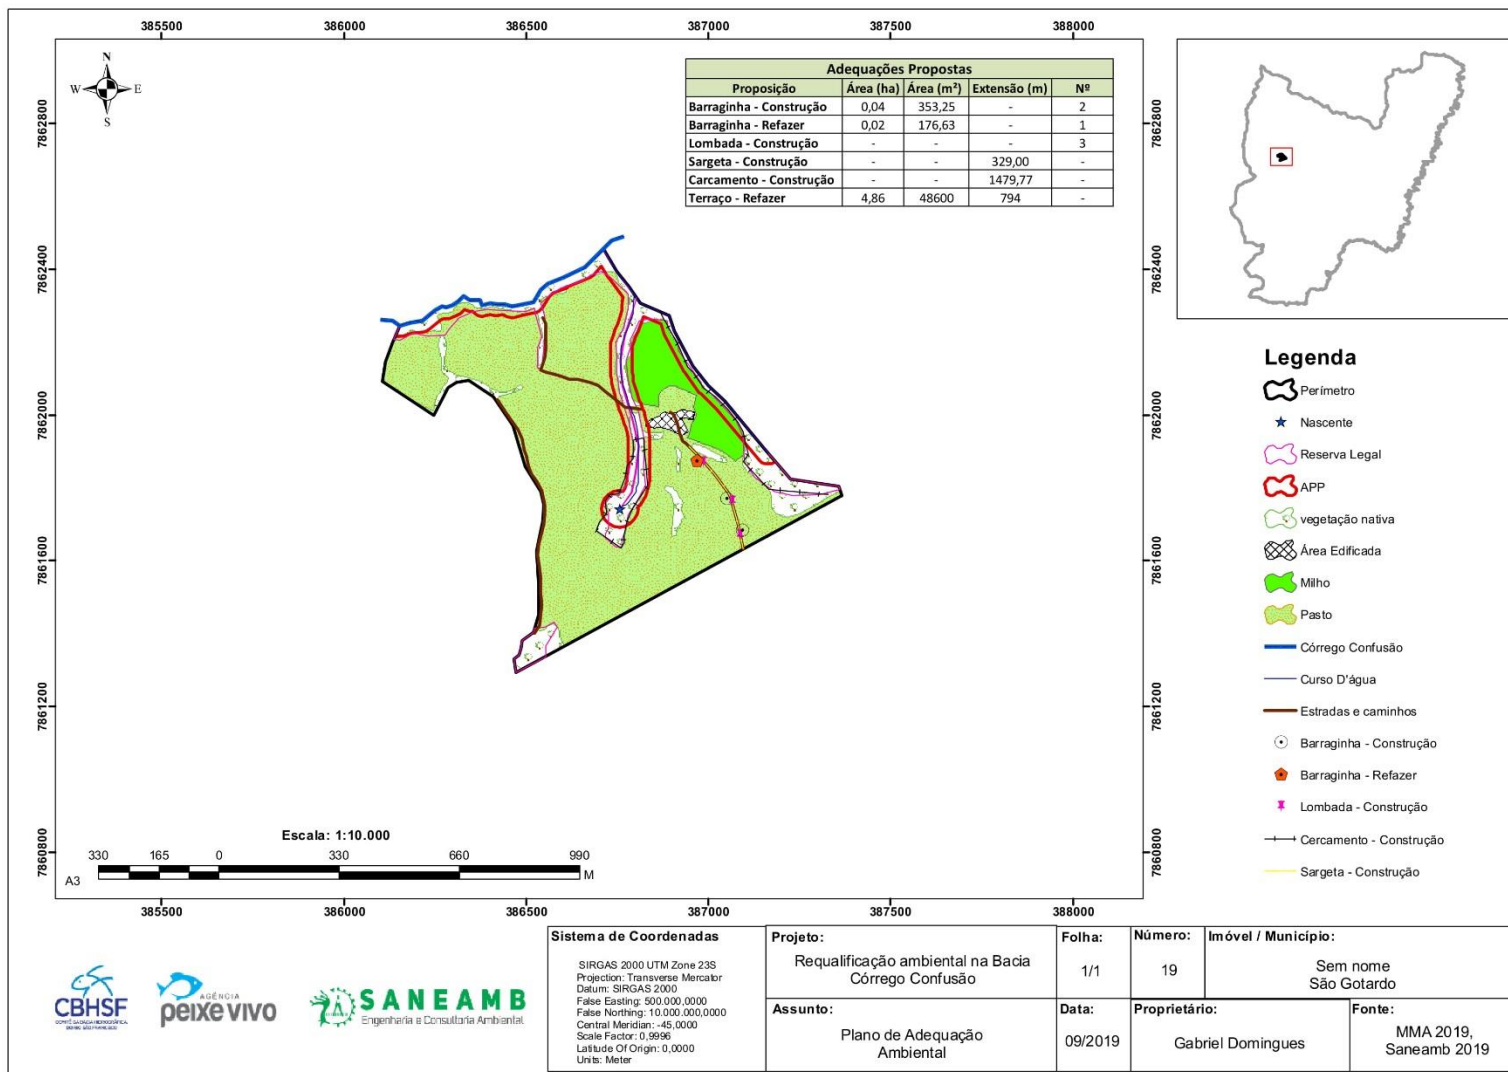 385500 386000 386500 387000 387500 388000
N
W E
S
7862800
7862400
7862000
7861600
7861200
7860800
Adequações Propostas
Proposição Área (ha) Área (m²) Extensão (m) Nº
Barraginha - Construção 0,04 353,25 - 2
Barraginha - Refazer 0,02 176,63 - 1
Lombada - Construção - - - 3
Sargeta - Construção - - 329,00 -
Carcamento - Construção - - 1479,77 -
Terraço - Refazer 4,86 48600 794 -
7862800
7862400
7862000
7861600
7861200
7860800
Legenda
Perímetro
Nascente
Reserva Legal
APP
vegetação nativa
Área Edificada
Milho
Pasto
Córrego Confusão
Curso D'água
Estradas e caminhos
Barraginha - Construção
Barraginha - Refazer
Lombada - Construção
Cercamento - Construção
Sargeta - Construção
Escala: 1:10.000
330 165 0 330 660 990
A3 M
385500 386000 386500 387000 387500 388000
CBHSF
AGÊNCIA
peixe vivo
SANEAMB
Engenharia e Consultoria Ambiental
Sistema de Coordenadas
SIRGAS 2000 UTM Zone 23S
Projection: Transverse Mercator
Datum: SIRGAS 2000
False Easting: 500.000,0000
False Northing: 10.000.000,0000
Central Meridian: -45,0000
Scale Factor: 0,9996
Latitude Of Origin: 0,0000
Units: Meter
Projeto:
Requalificação ambiental na Bacia
Córrego Confusão
Folha:
1/1
Número:
19
Imóvel / Município:
Sem nome
São Gotardo
Assunto:
Plano de Adequação
Ambiental
Data:
09/2019
Proprietário:
Gabriel Domingues
Fonte:
MMA 2019,
Saneamb 2019